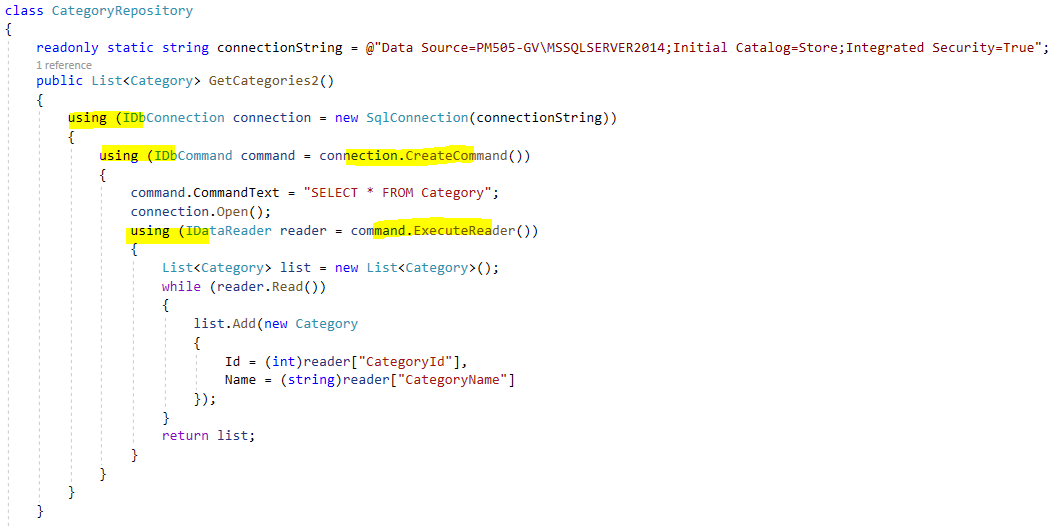 class CategoryRepository
{
readonly static string connectionString = @"Data Source=PM505-GV\MSSQLSERVER2014;Initial Catalog=Store;Integrated Security=True";
1 reference
public List<Category> GetCategories2()
{
using (IDbConnection connection = new SqlConnection(connectionString))
{
using (IDbCommand command = connection.CreateCommand())
{
command.CommandText = "SELECT * FROM Category";
connection.Open();
using (IDataReader reader = command.ExecuteReader())
{
List<Category> list = new List<Category>();
while (reader.Read())
{
list.Add(new Category
{
Id = (int)reader["CategoryId"],
Name = (string)reader["CategoryName"]
});
}
return list;
}
}
}
}